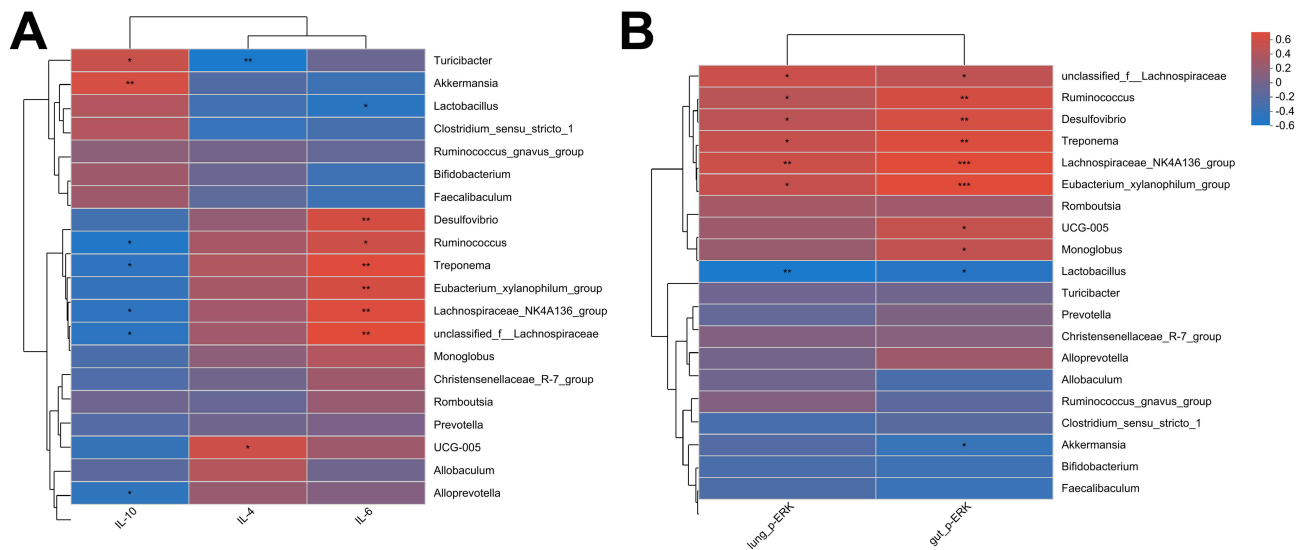 A
* ** Turicibacter
** Akkermansia
* Lactobacillus
Clostridium_sensu_stricto_1
Ruminococcus_gnavus_group
Bifidobacterium
Faecalibaculum
** Desulfovibrio
* * Ruminococcus
* ** Treponema
** Eubacterium_xylanophilum_group
* ** Lachnospiraceae_NK4A136_group
* ** unclassified_f__Lachnospiraceae
Monoglobus
Christensenellaceae_R-7_group
Romboutsia
Prevotella
* UCG-005
Allobaculum
* Alloprevotella
IL-10 IL-4 IL-6
B
* * unclassified_f__Lachnospiraceae
* ** Ruminococcus
* ** Desulfovibrio
* ** Treponema
** *** Lachnospiraceae_NK4A136_group
* *** Eubacterium_xylanophilum_group
Romboutsia
* UCG-005
* Monoglobus
** * Lactobacillus
Turicibacter
Prevotella
Christensenellaceae_R-7_group
Alloprevotella
Allobaculum
Ruminococcus_gnavus_group
Clostridium_sensu_stricto_1
* Akkermansia
Bifidobacterium
Faecalibaculum
lung_p-ERK gut_p-ERK
0.6
0.4
0.2
0
-0.2
-0.4
-0.6